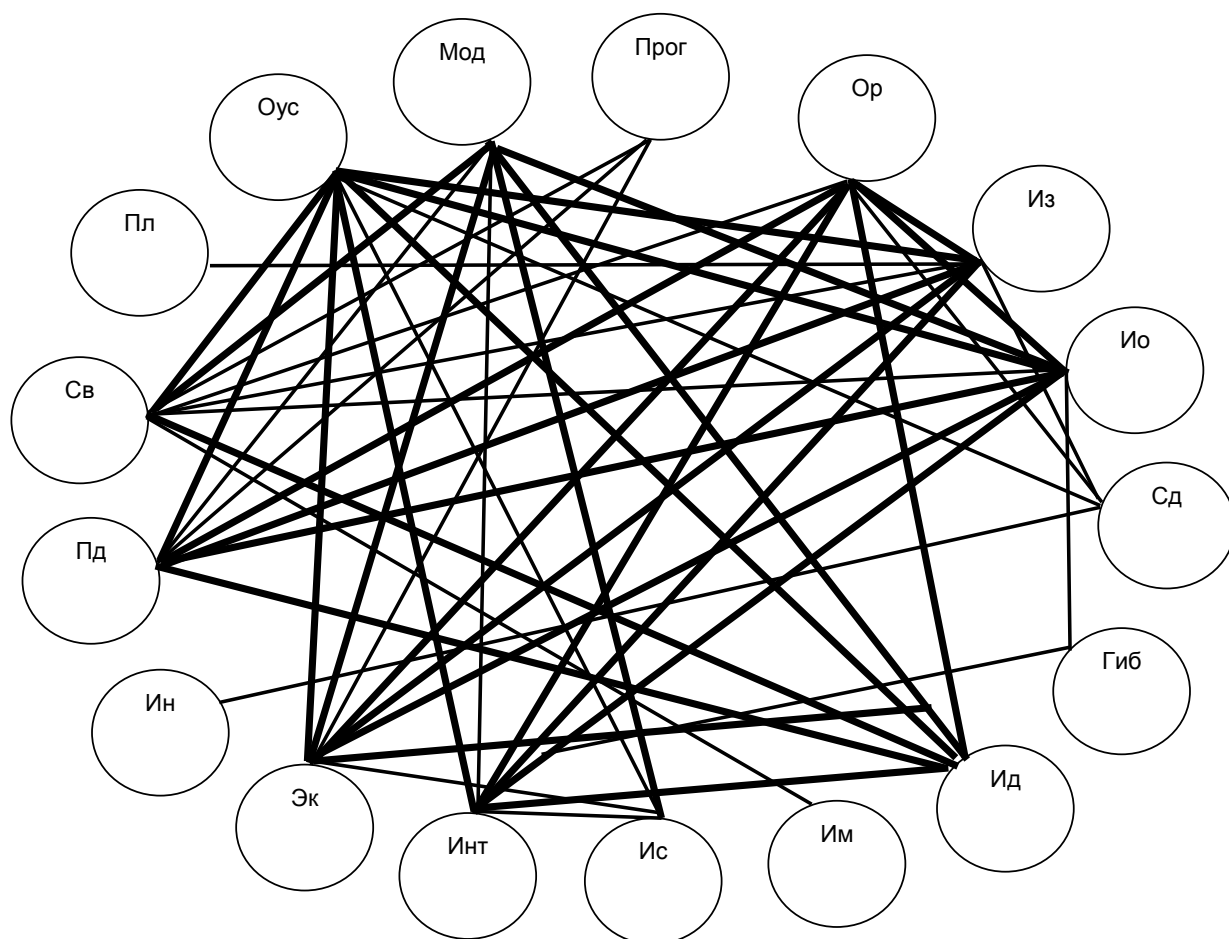 Мод
Прог
Оус
Ор
Пл
Из
Св
Ио
Пд
Сд
Ин
Гиб
Эк
Инт
Ис
Им
Ид